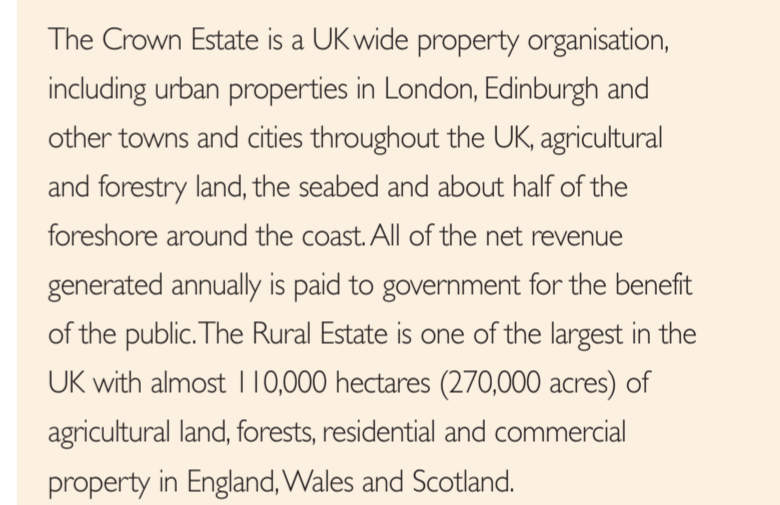 The Crown Estate is a UK wide property organisation,
including urban properties in London, Edinburgh and
other towns and cities throughout the UK, agricultural
and forestry land, the seabed and about half of the
foreshore around the coast. All of the net revenue
generated annually is paid to government for the benefit
of the public. The Rural Estate is one of the largest in the
UK with almost 110,000 hectares (270,000 acres) of
agricultural land, forests, residential and commercial
property in England, Wales and Scotland.